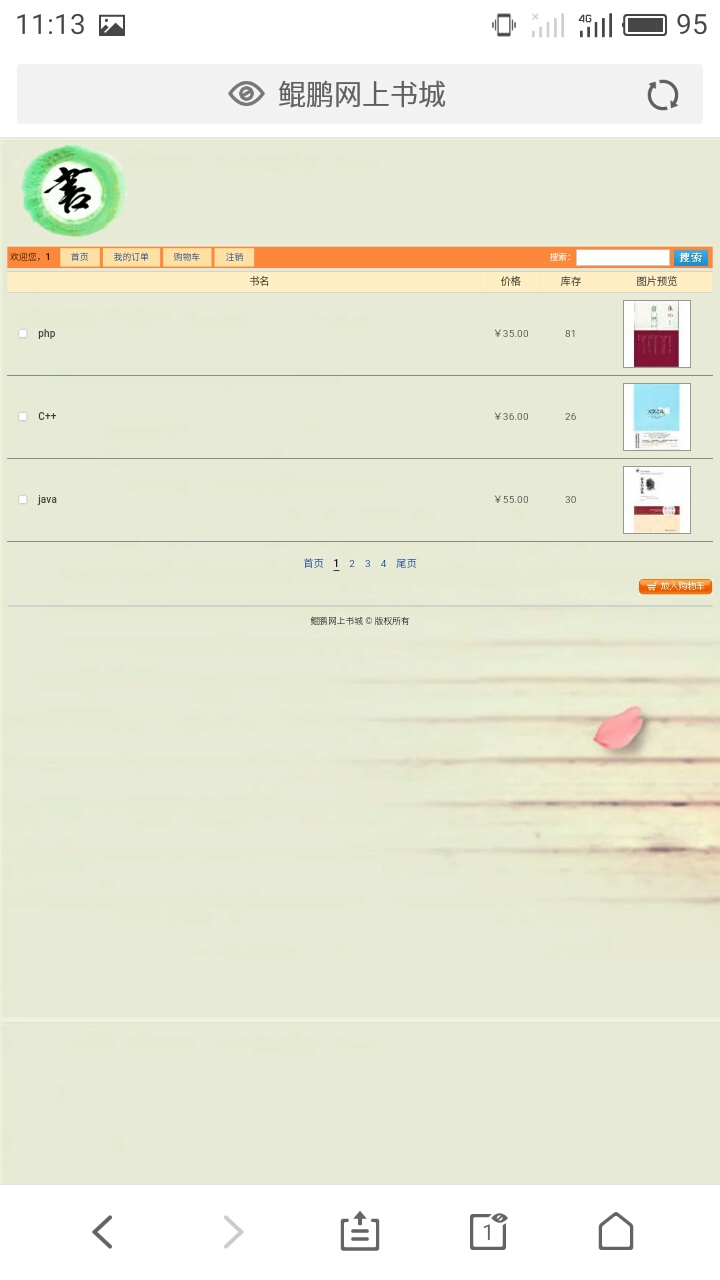 11:13 4G 95
鲲鹏网上书城
書
欢迎您，1 首页 我的订单 购物车 注销 搜索： 搜索
书名 价格 库存 图片预览
php ￥35.00 81
C++ ￥36.00 26
java ￥55.00 30
首页 1 2 3 4 尾页
放入购物车
鲲鹏网上书城 © 版权所有
1